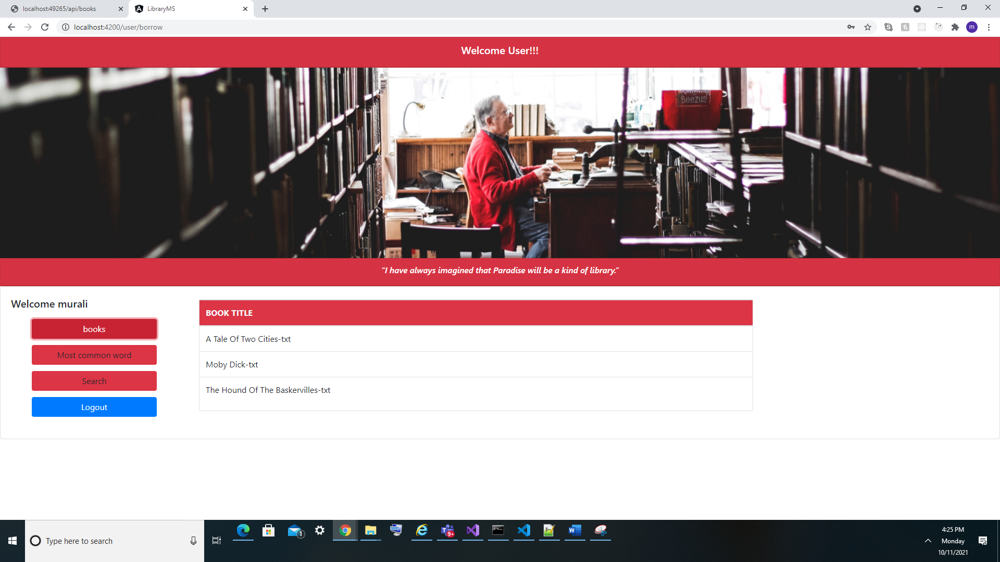 localhost:49265/api/books
LibraryMS
localhost:4200/user/borrow
m
Welcome User!!!
Beezus
“I have always imagined that Paradise will be a kind of library.”
Welcome murali
books
Most common word
Search
Logout
BOOK TITLE
A Tale Of Two Cities-txt
Moby Dick-txt
The Hound Of The Baskervilles-txt
Type here to search
1
9+
4:25 PM
Monday
10/11/2021